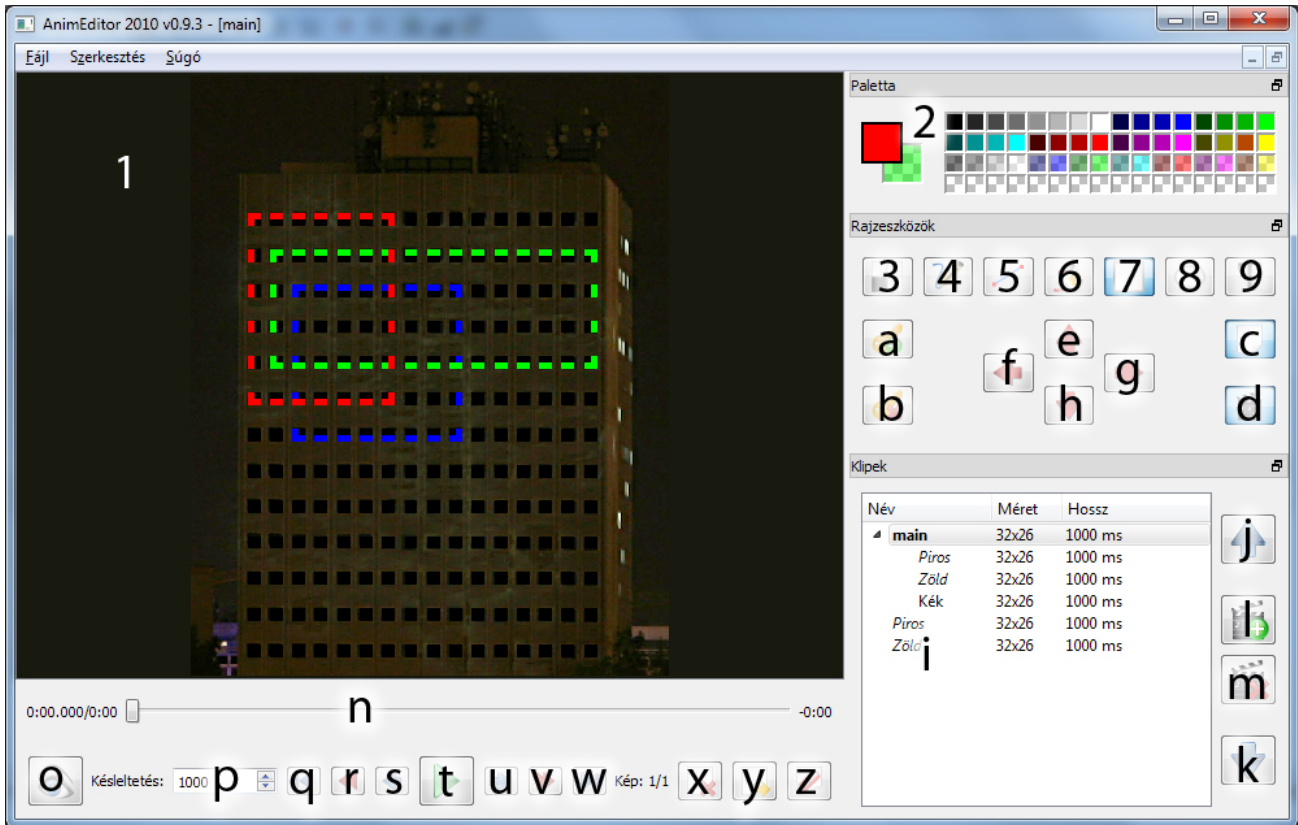 AnimEditor 2010 v0.9.3 - [main]
Fájl Szerkesztés Súgó
1
Paletta
2
Rajzeszközök
3 4 5 6 7 8 9
a f e g c
b h d
Klipek
Név Méret Hossz
main 32x26 1000 ms
Piros 32x26 1000 ms
Zöld 32x26 1000 ms
Kék 32x26 1000 ms
Piros 32x26 1000 ms
Zöld 32x26 1000 ms
i
j
l
m
k
0:00.000/0:00 n -0:00
o Késleltetés: 1000 p q r s t u v w Kép: 1/1 x y z